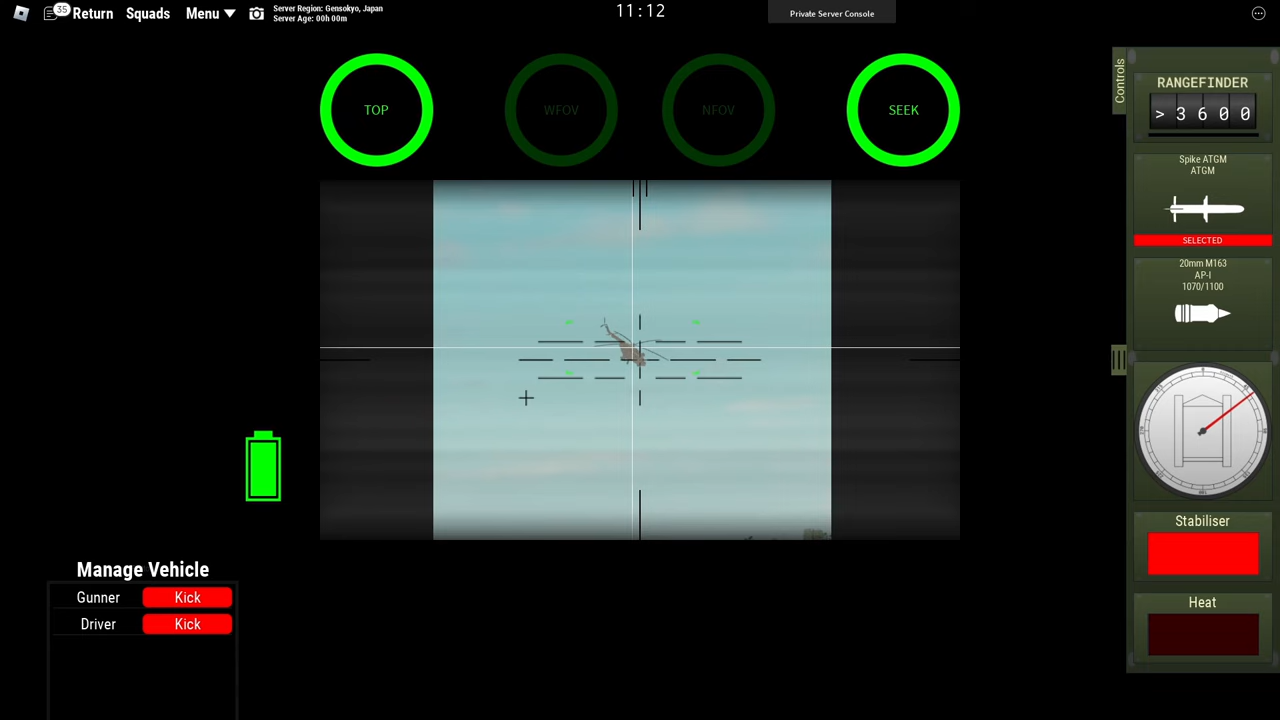 35
Return
Squads
Menu
Server Region: Gensokyo, Japan
Server Age: 00h 00m
11:12
Private Server Console
TOP
WFOV
NFOV
SEEK
Controls
RANGEFINDER
> 3 6 0 0
Spike ATGM
ATGM
SELECTED
20mm M163
AP-I
1070/1100
Stabiliser
Heat
Manage Vehicle
Gunner Kick
Driver Kick